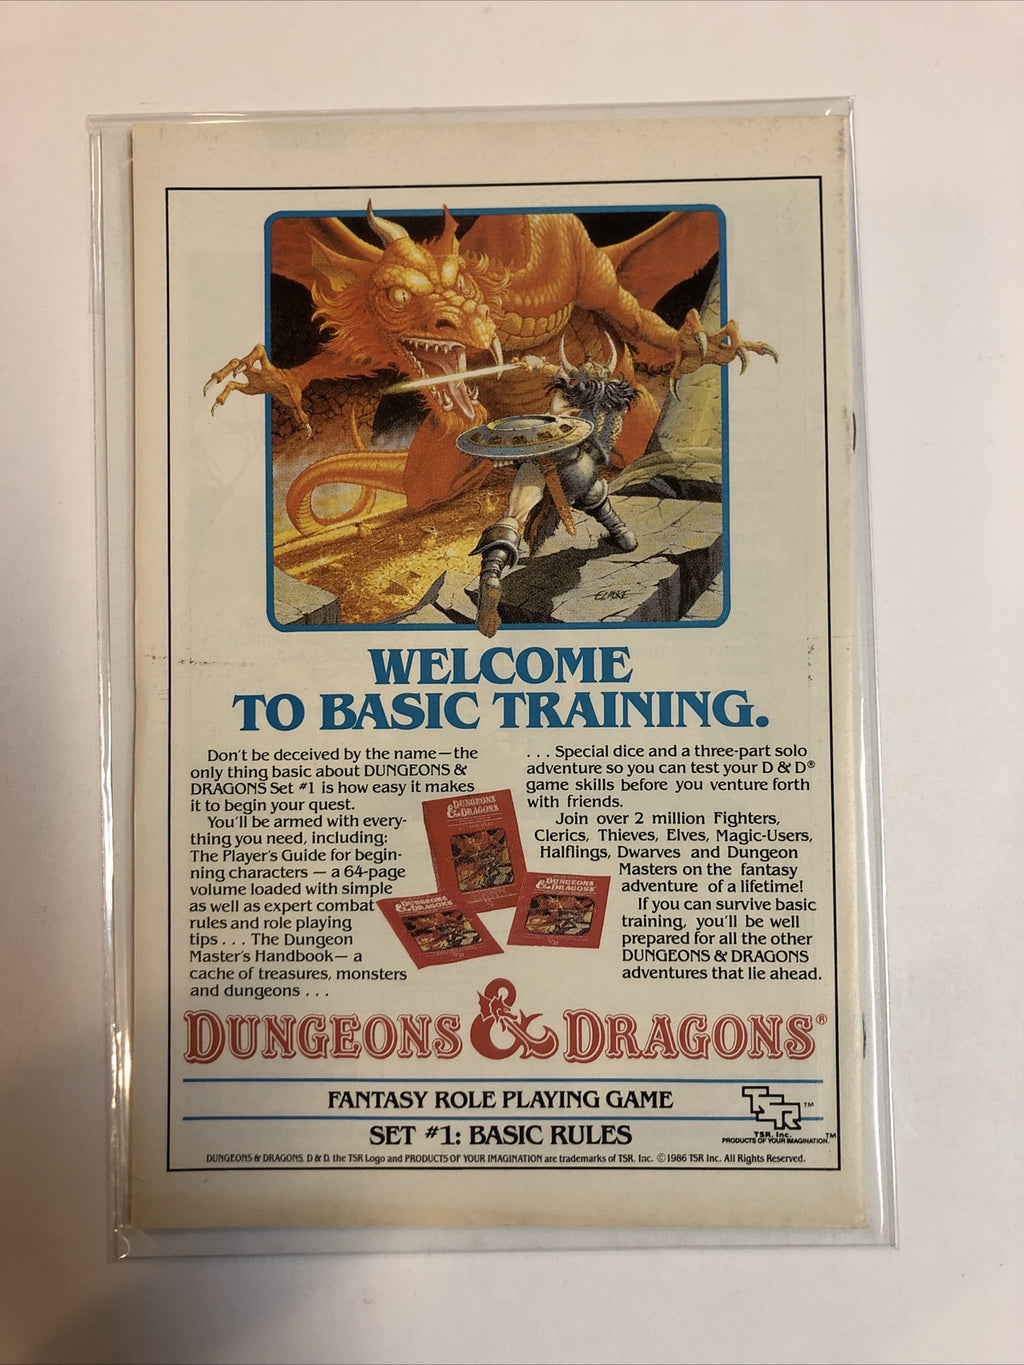 ELMORE
WELCOME
TO BASIC TRAINING.
Don't be deceived by the name—the
only thing basic about DUNGEONS &
DRAGONS Set #1 is how easy it makes
it to begin your quest.
You'll be armed with every-
thing you need, including:
The Player's Guide for begin-
ning characters — a 64-page
volume loaded with simple
as well as expert combat
rules and role playing
tips . . . The Dungeon
Master's Handbook— a
cache of treasures, monsters
and dungeons . . .
. . . Special dice and a three-part solo
adventure so you can test your D & D®
game skills before you venture forth
with friends.
Join over 2 million Fighters,
Clerics, Thieves, Elves, Magic-Users,
Halflings, Dwarves and Dungeon
Masters on the fantasy
adventure of a lifetime!
If you can survive basic
training, you'll be well
prepared for all the other
DUNGEONS & DRAGONS
adventures that lie ahead.
DUNGEONS
& DRAGONS
DUNGEONS
& DRAGONS
DUNGEONS
& DRAGONS
DUNGEONS & DRAGONS®
FANTASY ROLE PLAYING GAME
SET #1: BASIC RULES
TSR™
TSR, Inc.
PRODUCTS OF YOUR IMAGINATION.™
DUNGEONS & DRAGONS, D & D, the TSR Logo and PRODUCTS OF YOUR IMAGINATION are trademarks of TSR, Inc. ©1986 TSR Inc. All Rights Reserved.